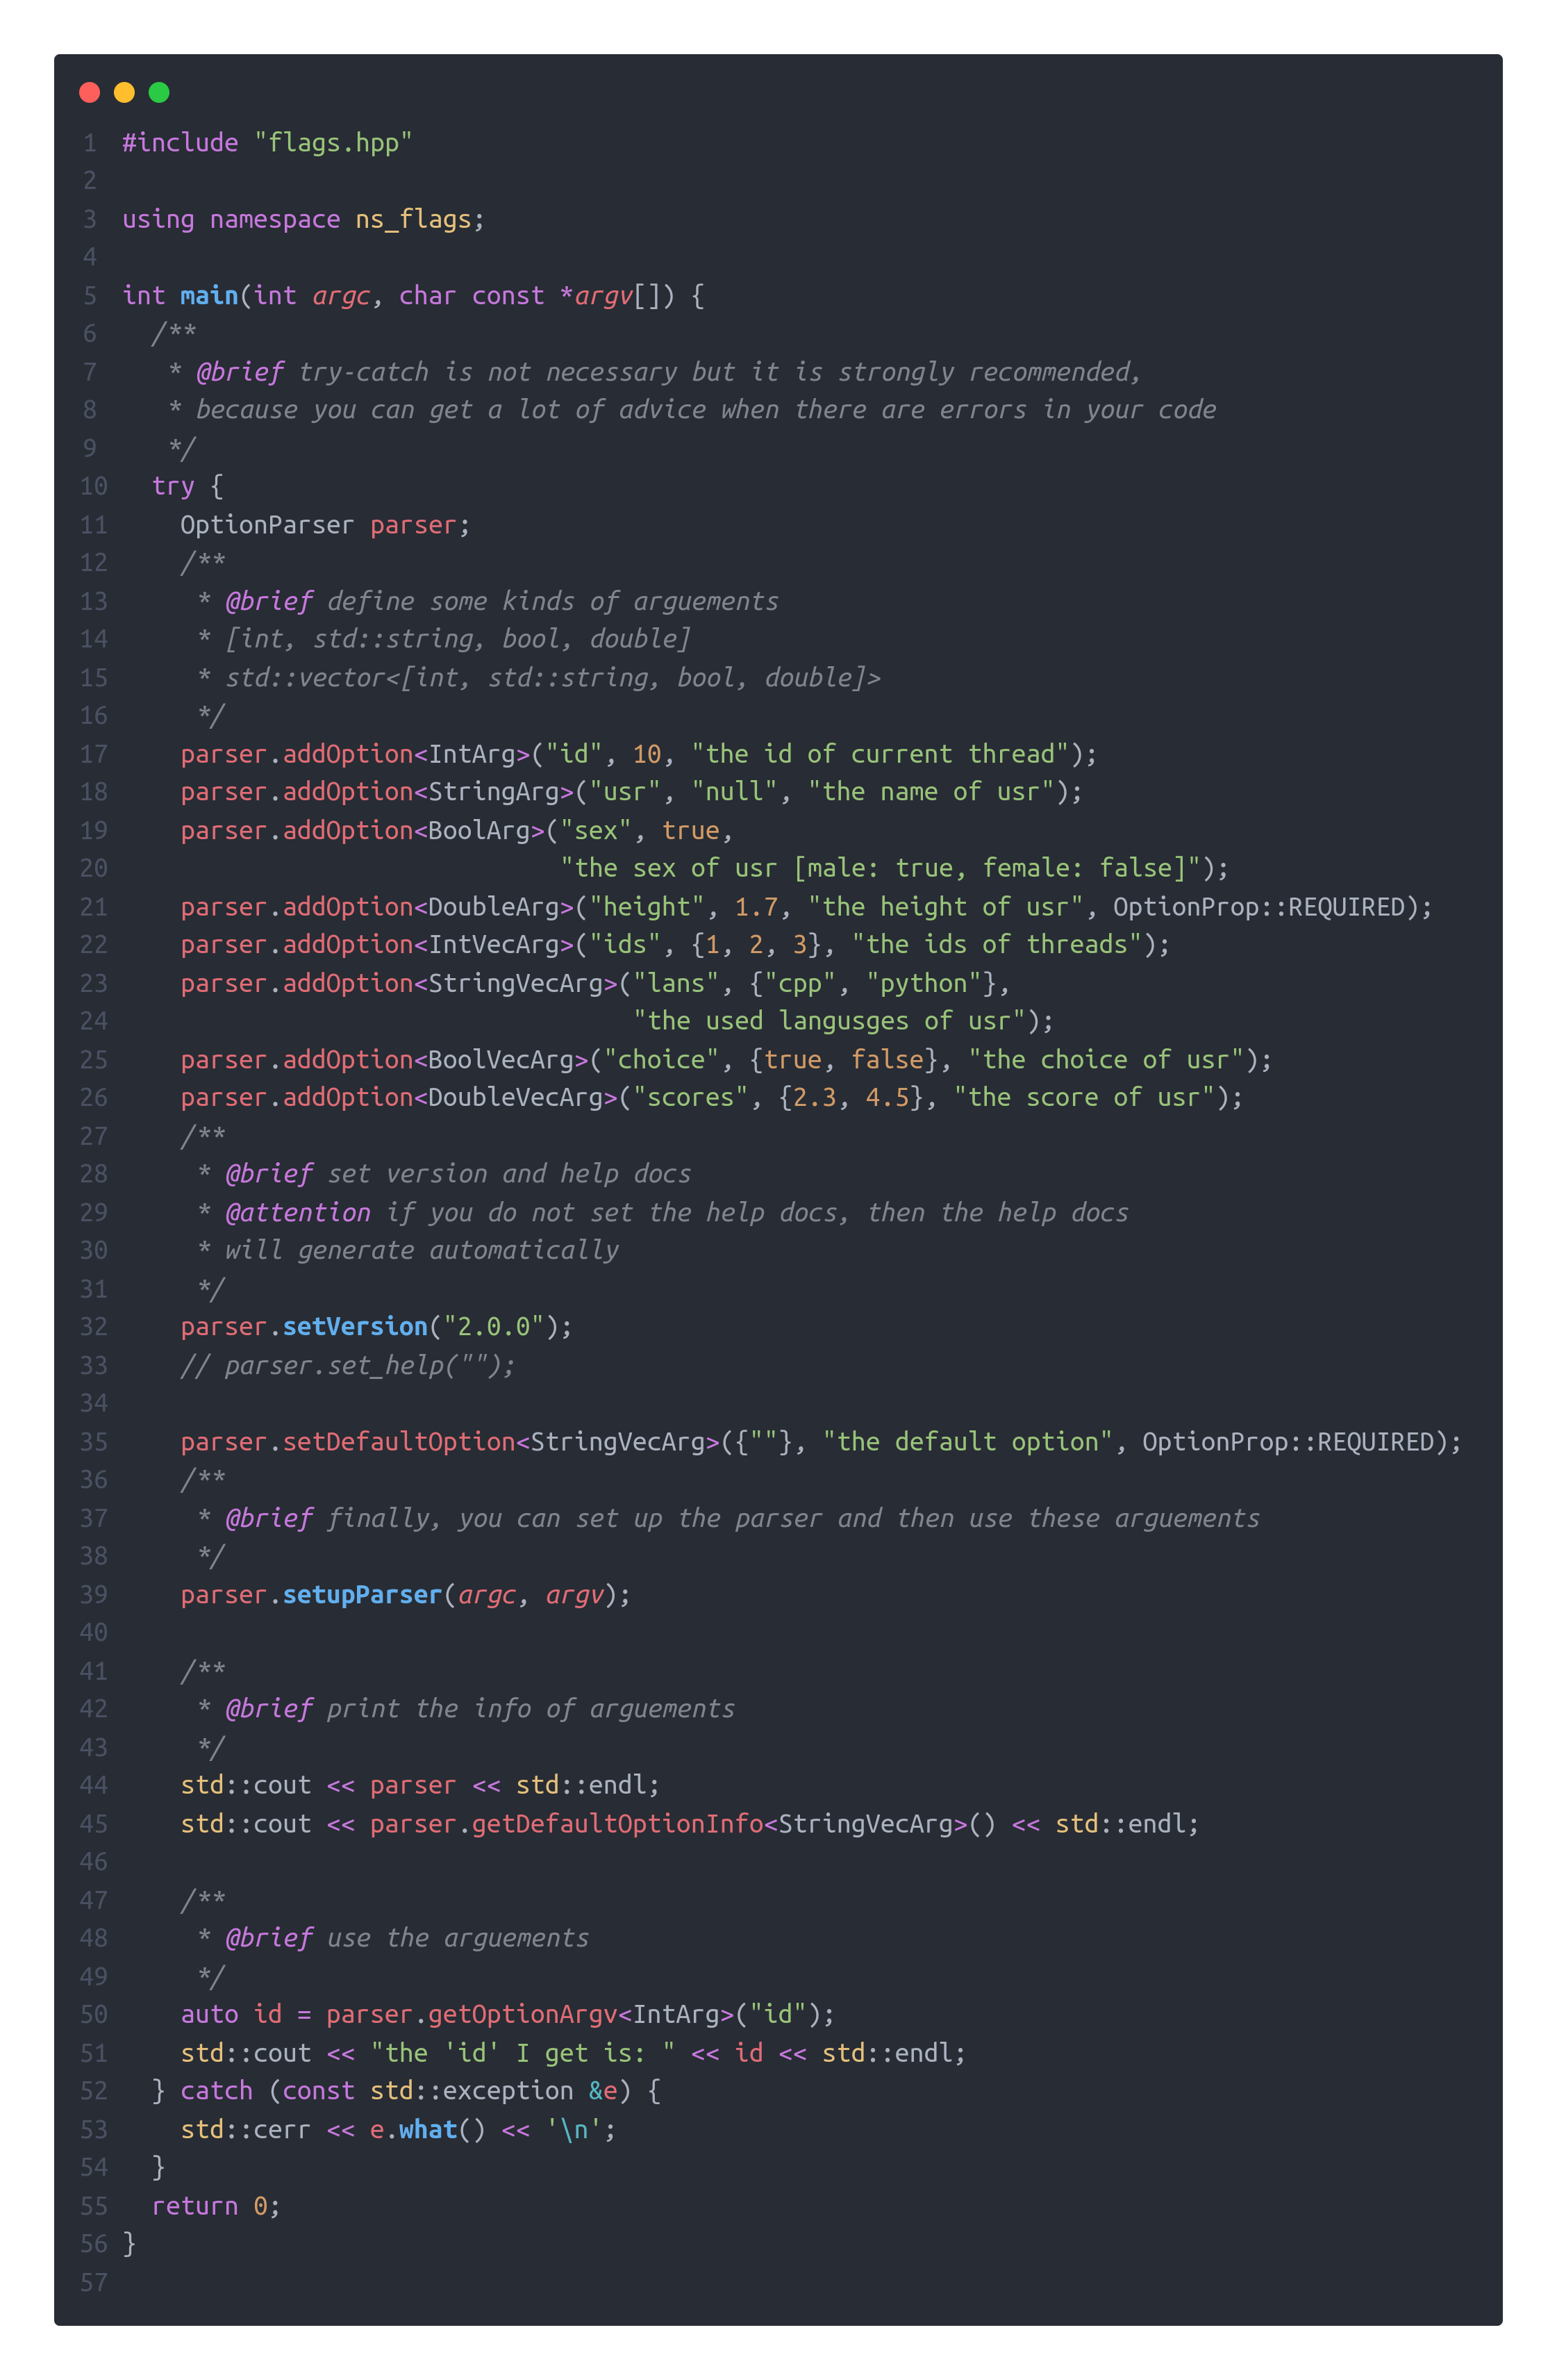 1 #include "flags.hpp"
2
3 using namespace ns_flags;
4
5 int main(int argc, char const *argv[]) {
6   /**
7    * @brief try-catch is not necessary but it is strongly recommended,
8    * because you can get a lot of advice when there are errors in your code
9    */
10   try {
11     OptionParser parser;
12     /**
13      * @brief define some kinds of arguements
14      * [int, std::string, bool, double]
15      * std::vector<[int, std::string, bool, double]>
16      */
17     parser.addOption<IntArg>("id", 10, "the id of current thread");
18     parser.addOption<StringArg>("usr", "null", "the name of usr");
19     parser.addOption<BoolArg>("sex", true,
20                               "the sex of usr [male: true, female: false]");
21     parser.addOption<DoubleArg>("height", 1.7, "the height of usr", OptionProp::REQUIRED);
22     parser.addOption<IntVecArg>("ids", {1, 2, 3}, "the ids of threads");
23     parser.addOption<StringVecArg>("lans", {"cpp", "python"},
24                                    "the used langusges of usr");
25     parser.addOption<BoolVecArg>("choice", {true, false}, "the choice of usr");
26     parser.addOption<DoubleVecArg>("scores", {2.3, 4.5}, "the score of usr");
27     /**
28      * @brief set version and help docs
29      * @attention if you do not set the help docs, then the help docs
30      * will generate automatically
31      */
32     parser.setVersion("2.0.0");
33     // parser.set_help("");
34
35     parser.setDefaultOption<StringVecArg>({""}, "the default option", OptionProp::REQUIRED);
36     /**
37      * @brief finally, you can set up the parser and then use these arguements
38      */
39     parser.setupParser(argc, argv);
40
41     /**
42      * @brief print the info of arguements
43      */
44     std::cout << parser << std::endl;
45     std::cout << parser.getDefaultOptionInfo<StringVecArg>() << std::endl;
46
47     /**
48      * @brief use the arguements
49      */
50     auto id = parser.getOptionArgv<IntArg>("id");
51     std::cout << "the 'id' I get is: " << id << std::endl;
52   } catch (const std::exception &e) {
53     std::cerr << e.what() << '\n';
54   }
55   return 0;
56 }
57